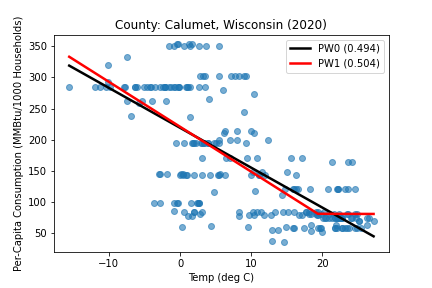 County: Calumet, Wisconsin (2020)
PW0 (0.494)
PW1 (0.504)
Per-Capita Consumption (MMBtu/1000 Households)
350
300
250
200
150
100
50
−10
0
10
20
Temp (deg C)